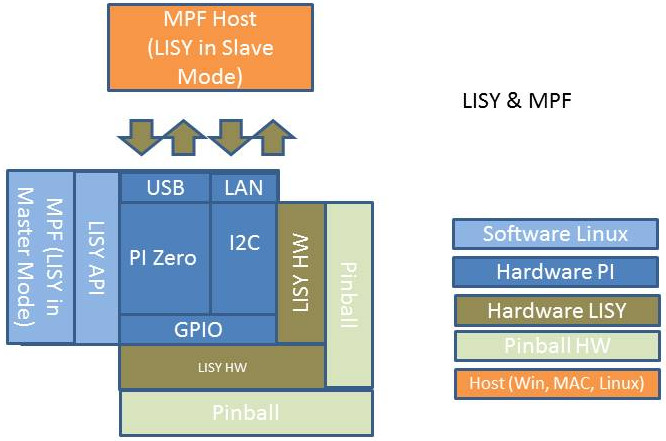 MPF Host
(LISY in Slave
Mode)
LISY & MPF
MPF (LISY in
Master Mode)
LISY API
USB
LAN
PI Zero
I2C
GPIO
LISY HW
Pinball
LISY HW
Pinball
Software Linux
Hardware PI
Hardware LISY
Pinball HW
Host (Win, MAC, Linux)